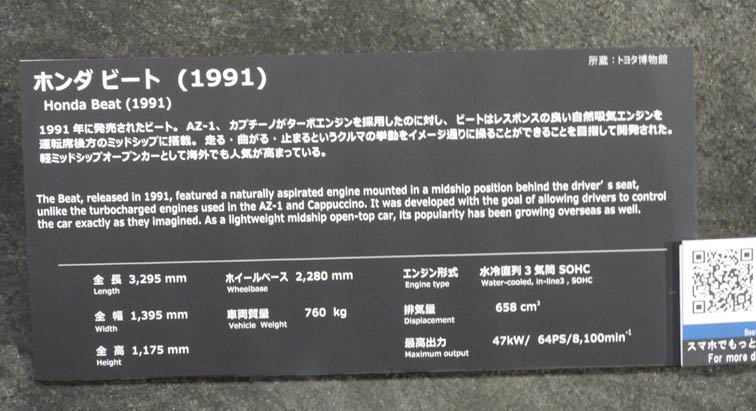 所蔵：トヨタ博物館
ホンダ ビート （1991）
Honda Beat (1991)
1991 年に発売されたビート。AZ-1、カプチーノがターボエンジンを採用したのに対し、ビートはレスポンスの良い自然吸気エンジンを
運転席後方のミッドシップに搭載。走る・曲がる・止まるというクルマの挙動をイメージ通りに操ることができることを目指して開発された。
軽ミッドシップオープンカーとして海外でも人気が高まっている。
The Beat, released in 1991, featured a naturally aspirated engine mounted in a midship position behind the driver's seat,
unlike the turbocharged engines used in the AZ-1 and Cappuccino. It was developed with the goal of allowing drivers to control
the car exactly as they imagined. As a lightweight midship open-top car, its popularity has been growing overseas as well.
全 長 3,295 mm
Length
全 幅 1,395 mm
Width
全 高 1,175 mm
Height
ホイールベース 2,280 mm
Wheelbase
車両質量 760 kg
Vehicle Weight
エンジン形式 水冷直列 3 気筒 SOHC
Engine type Water-cooled, in-line3 , SOHC
排気量 658 cm³
Displacement
最高出力 47kW/ 64PS/8,100min⁻¹
Maximum output
スマホでもっと
For more